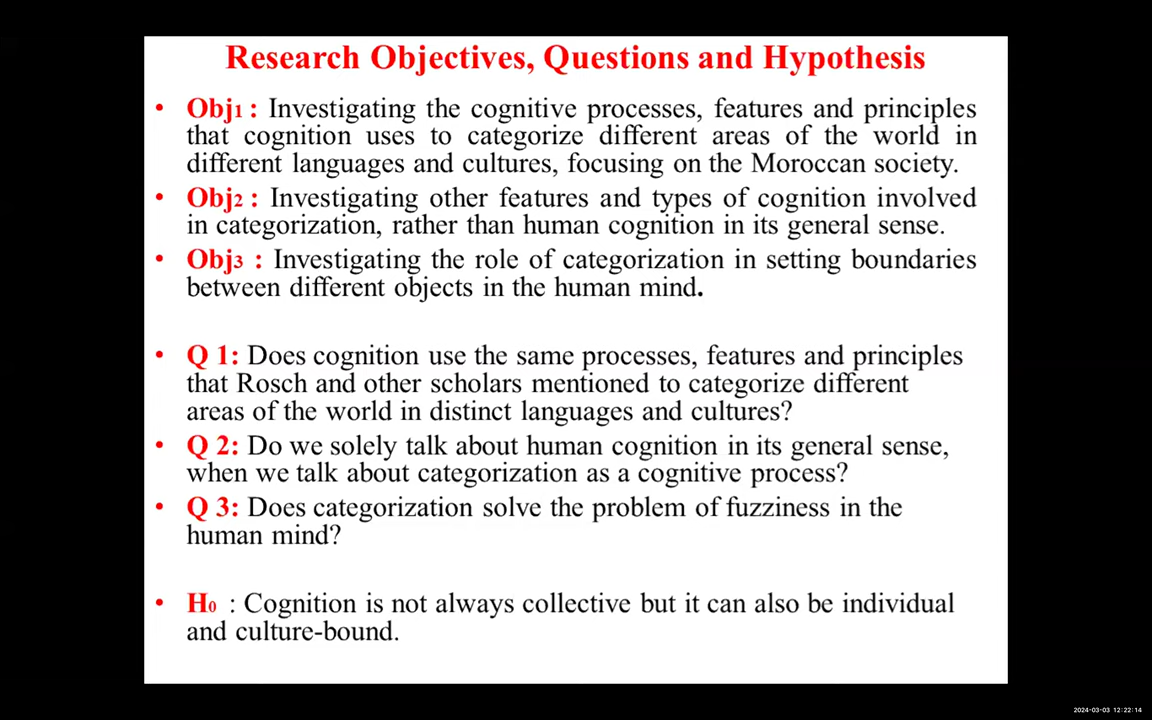 Research Objectives, Questions and Hypothesis
• Obj1 : Investigating the cognitive processes, features and principles
that cognition uses to categorize different areas of the world in
different languages and cultures, focusing on the Moroccan society.
• Obj2 : Investigating other features and types of cognition involved
in categorization, rather than human cognition in its general sense.
• Obj3 : Investigating the role of categorization in setting boundaries
between different objects in the human mind.
• Q 1: Does cognition use the same processes, features and principles
that Rosch and other scholars mentioned to categorize different
areas of the world in distinct languages and cultures?
• Q 2: Do we solely talk about human cognition in its general sense,
when we talk about categorization as a cognitive process?
• Q 3: Does categorization solve the problem of fuzziness in the
human mind?
• H0 : Cognition is not always collective but it can also be individual
and culture-bound.
2024-03-03 12:22:14